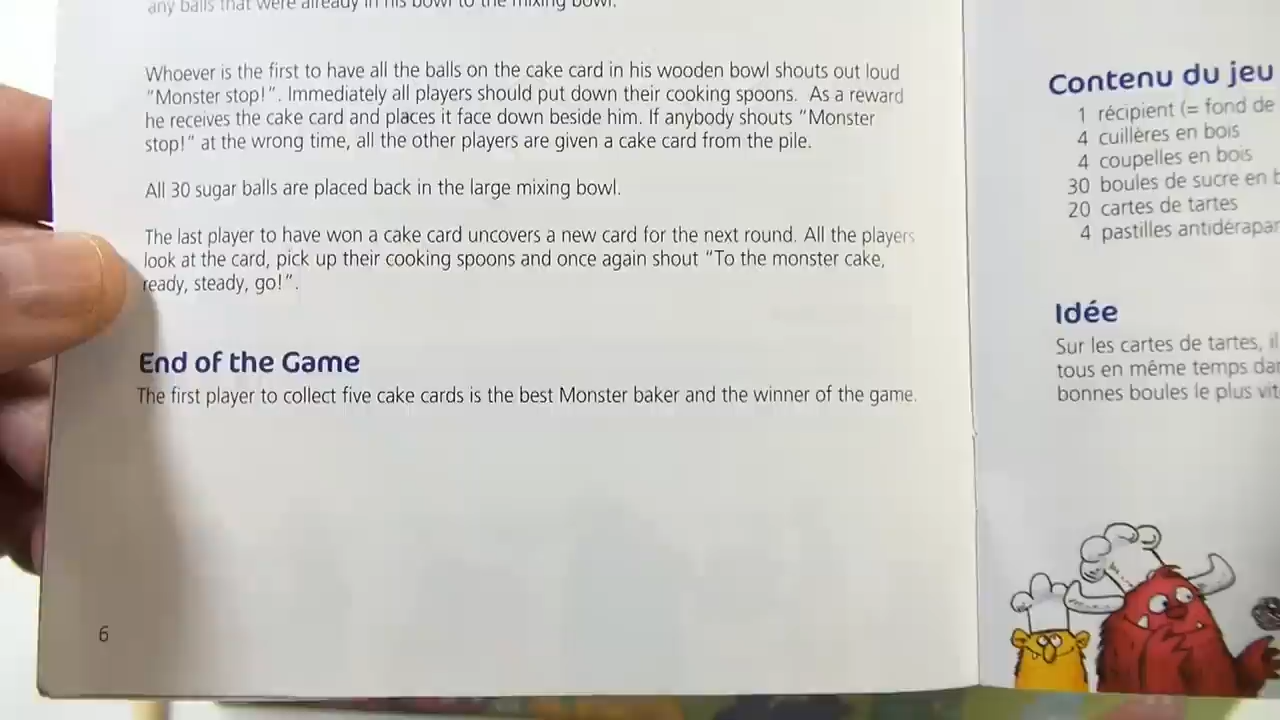 any balls that were already in his bowl to the mixing bowl.
Whoever is the first to have all the balls on the cake card in his wooden bowl shouts out loud
"Monster stop!". Immediately all players should put down their cooking spoons. As a reward
he receives the cake card and places it face down beside him. If anybody shouts "Monster
stop!" at the wrong time, all the other players are given a cake card from the pile.
All 30 sugar balls are placed back in the large mixing bowl.
The last player to have won a cake card uncovers a new card for the next round. All the players
look at the card, pick up their cooking spoons and once again shout "To the monster cake,
ready, steady, go!".
End of the Game
The first player to collect five cake cards is the best Monster baker and the winner of the game.
6
Contenu du jeu
1 récipient (= fond de
4 cuillères en bois
4 coupelles en bois
30 boules de sucre en
20 cartes de tartes
4 pastilles
Idée
Sur les cartes de tartes,
tous en même temps
bonnes boules le plus